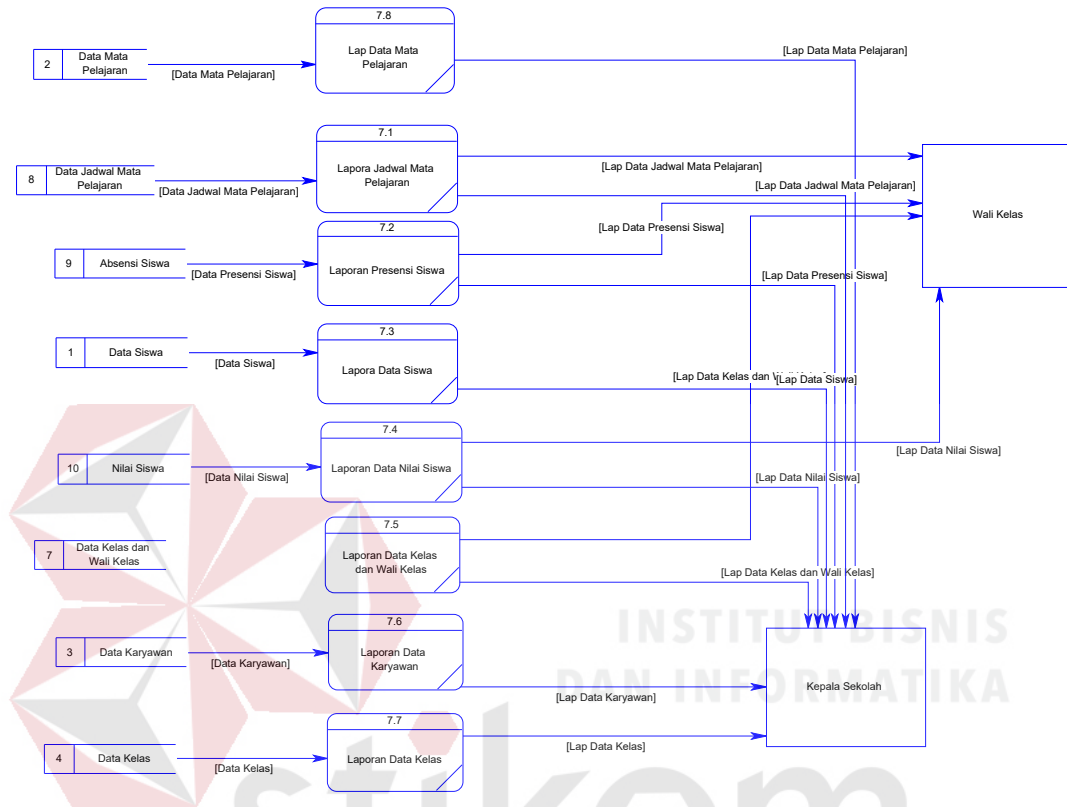 7.8
Lap Data Mata
Pelajaran
2
Data Mata
Pelajaran
[Data Mata Pelajaran]
[Lap Data Mata Pelajaran]
7.1
Lapora Jadwal Mata
Pelajaran
8
Data Jadwal Mata
Pelajaran
[Data Jadwal Mata Pelajaran]
[Lap Data Jadwal Mata Pelajaran]
[Lap Data Jadwal Mata Pelajaran]
Wali Kelas
7.2
Laporan Presensi Siswa
9
Absensi Siswa
[Data Presensi Siswa]
[Lap Data Presensi Siswa]
[Lap Data Presensi Siswa]
7.3
Lapora Data Siswa
1
Data Siswa
[Data Siswa]
[Lap Data Kelas dan
[Lap Data Siswa]
7.4
Laporan Data Nilai Siswa
10
Nilai Siswa
[Data Nilai Siswa]
[Lap Data Nilai Siswa]
[Lap Data Nilai Siswa]
7.5
Laporan Data Kelas
dan Wali Kelas
7
Data Kelas dan
Wali Kelas
[Lap Data Kelas dan Wali Kelas]
7.6
Laporan Data
Karyawan
3
Data Karyawan
[Data Karyawan]
[Lap Data Karyawan]
Kepala Sekolah
7.7
Laporan Data Kelas
4
Data Kelas
[Data Kelas]
[Lap Data Kelas]
INSTITUT BISNIS
DAN INFORMATIKA
stikom